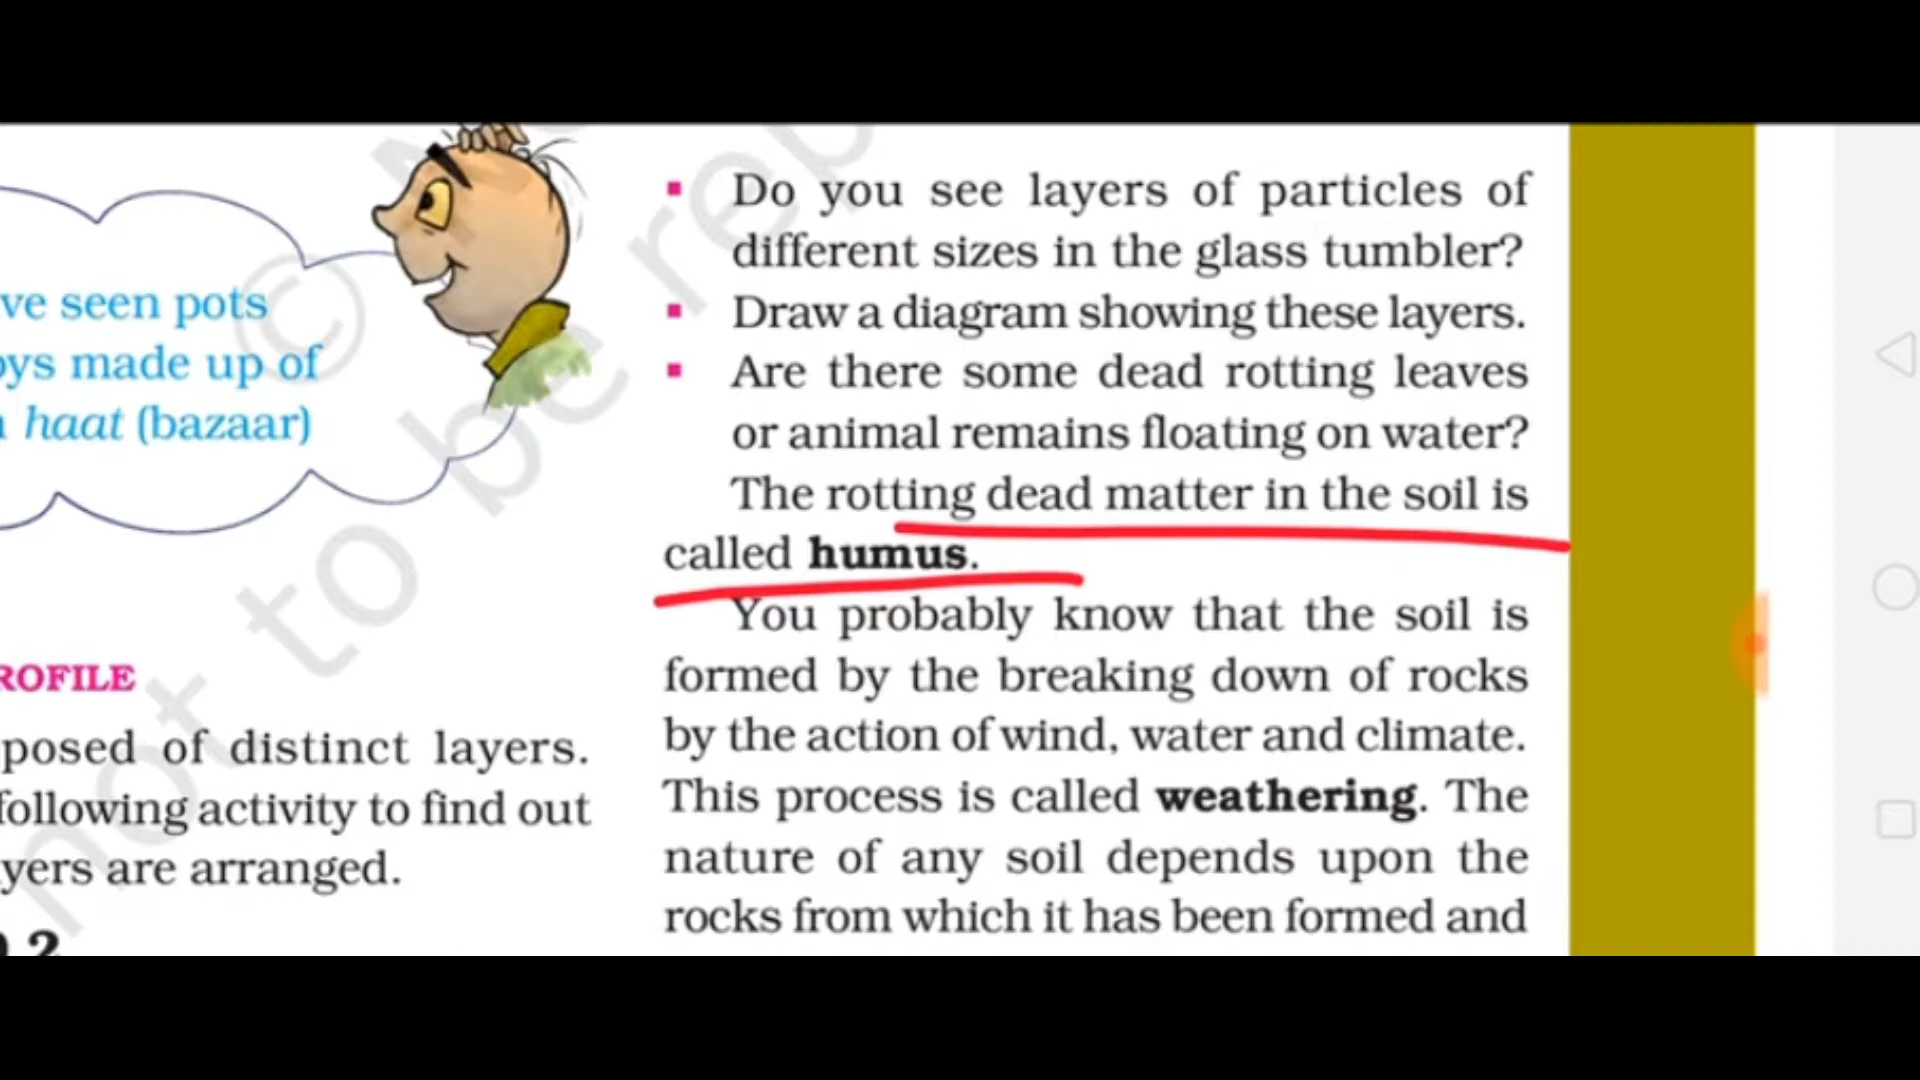 ve seen pots
ys made up of
haat (bazaar)
ROFILE
posed of distinct layers.
following activity to find out
yers are arranged.
2
▪ Do you see layers of particles of
different sizes in the glass tumbler?
▪ Draw a diagram showing these layers.
▪ Are there some dead rotting leaves
or animal remains floating on water?
The rotting dead matter in the soil is
called humus.
You probably know that the soil is
formed by the breaking down of rocks
by the action of wind, water and climate.
This process is called weathering. The
nature of any soil depends upon the
rocks from which it has been formed and
© N
not to be rep